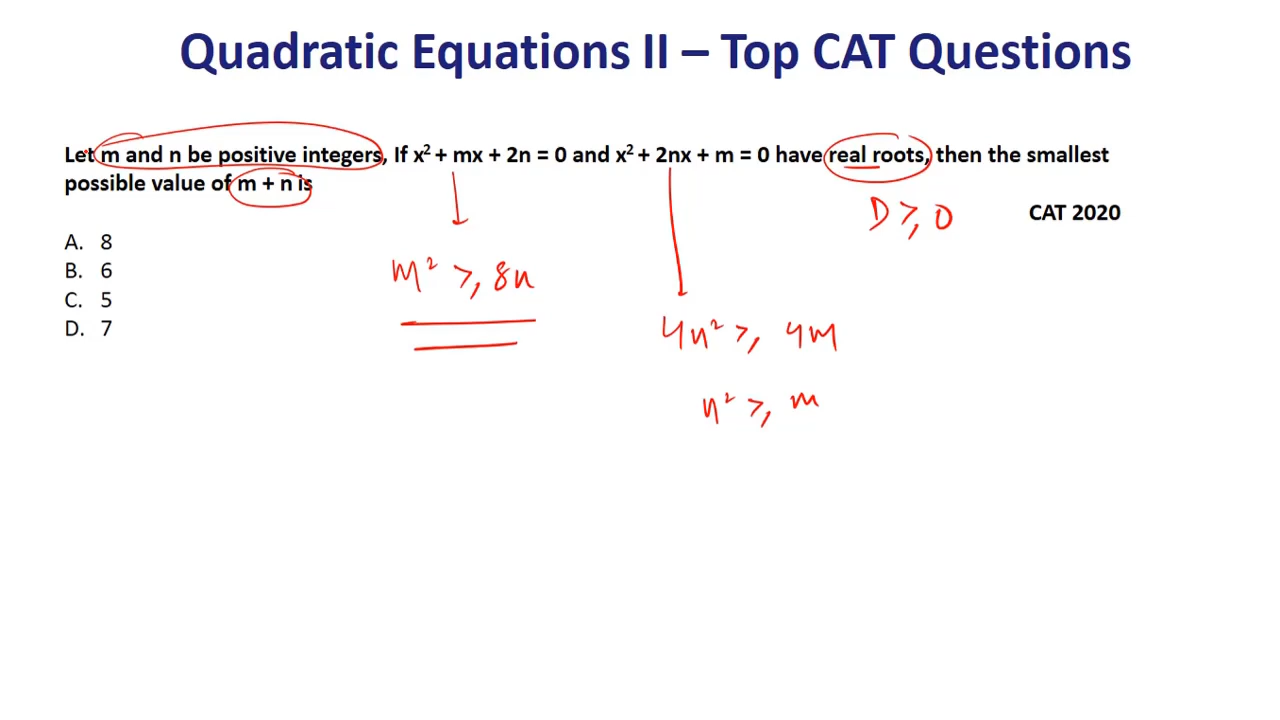 Quadratic Equations II – Top CAT Questions
Let m and n be positive integers, If x² + mx + 2n = 0 and x² + 2nx + m = 0 have real roots, then the smallest
possible value of m + n is
D ≥ 0
CAT 2020
A. 8
B. 6
C. 5
D. 7
m² ≥ 8n
4n² ≥ 4m
n² ≥ m